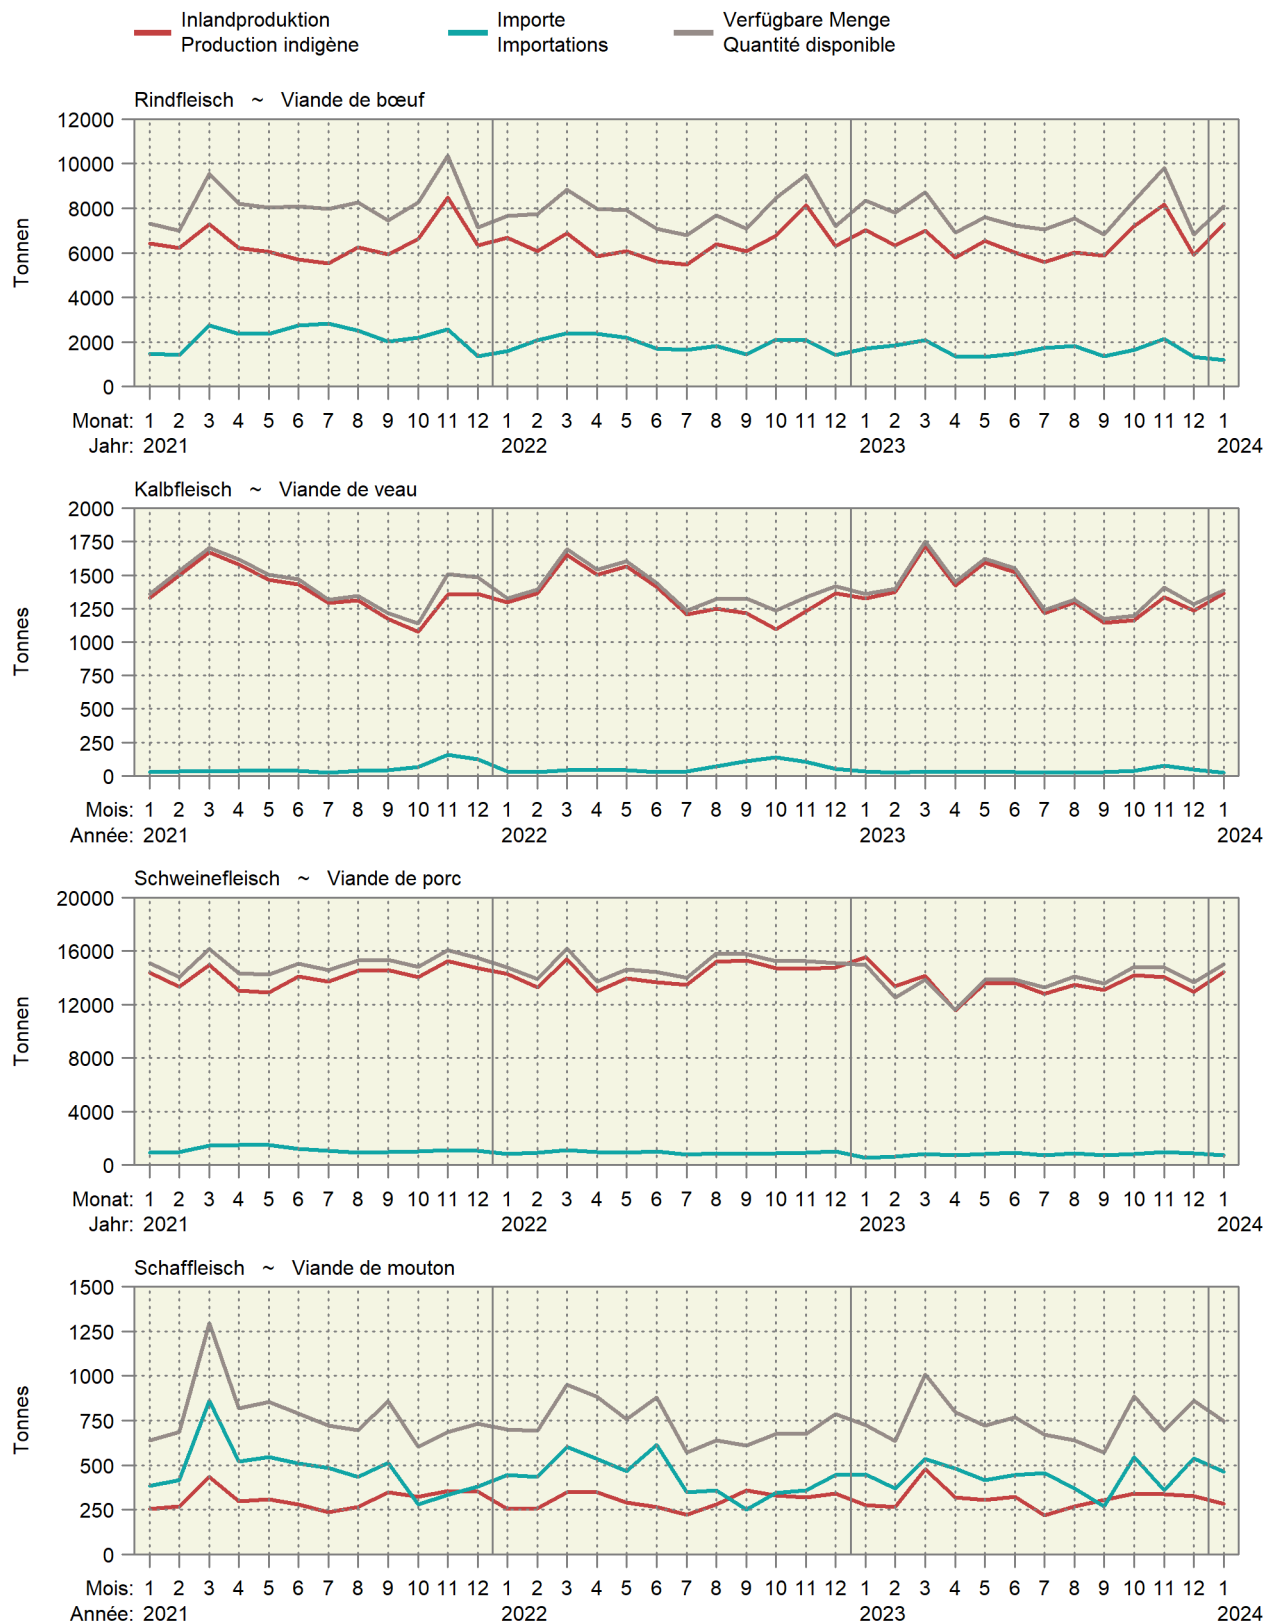 Inlandproduktion
Production indigène
Importe
Importations
Verfügbare Menge
Quantité disponible
Rindfleisch ~ Viande de bœuf
12000
10000
8000
6000
4000
2000
0
Tonnen
Monat: 1 2 3 4 5 6 7 8 9 10 11 12 1 2 3 4 5 6 7 8 9 10 11 12 1 2 3 4 5 6 7 8 9 10 11 12 1
Jahr: 2021 2022 2023 2024
Kalbfleisch ~ Viande de veau
2000
1750
1500
1250
1000
750
500
250
0
Tonnes
Mois: 1 2 3 4 5 6 7 8 9 10 11 12 1 2 3 4 5 6 7 8 9 10 11 12 1 2 3 4 5 6 7 8 9 10 11 12 1
Année: 2021 2022 2023 2024
Schweinefleisch ~ Viande de porc
20000
16000
12000
8000
4000
0
Tonnen
Monat: 1 2 3 4 5 6 7 8 9 10 11 12 1 2 3 4 5 6 7 8 9 10 11 12 1 2 3 4 5 6 7 8 9 10 11 12 1
Jahr: 2021 2022 2023 2024
Schaffleisch ~ Viande de mouton
1500
1250
1000
750
500
250
0
Tonnes
Mois: 1 2 3 4 5 6 7 8 9 10 11 12 1 2 3 4 5 6 7 8 9 10 11 12 1 2 3 4 5 6 7 8 9 10 11 12 1
Année: 2021 2022 2023 2024